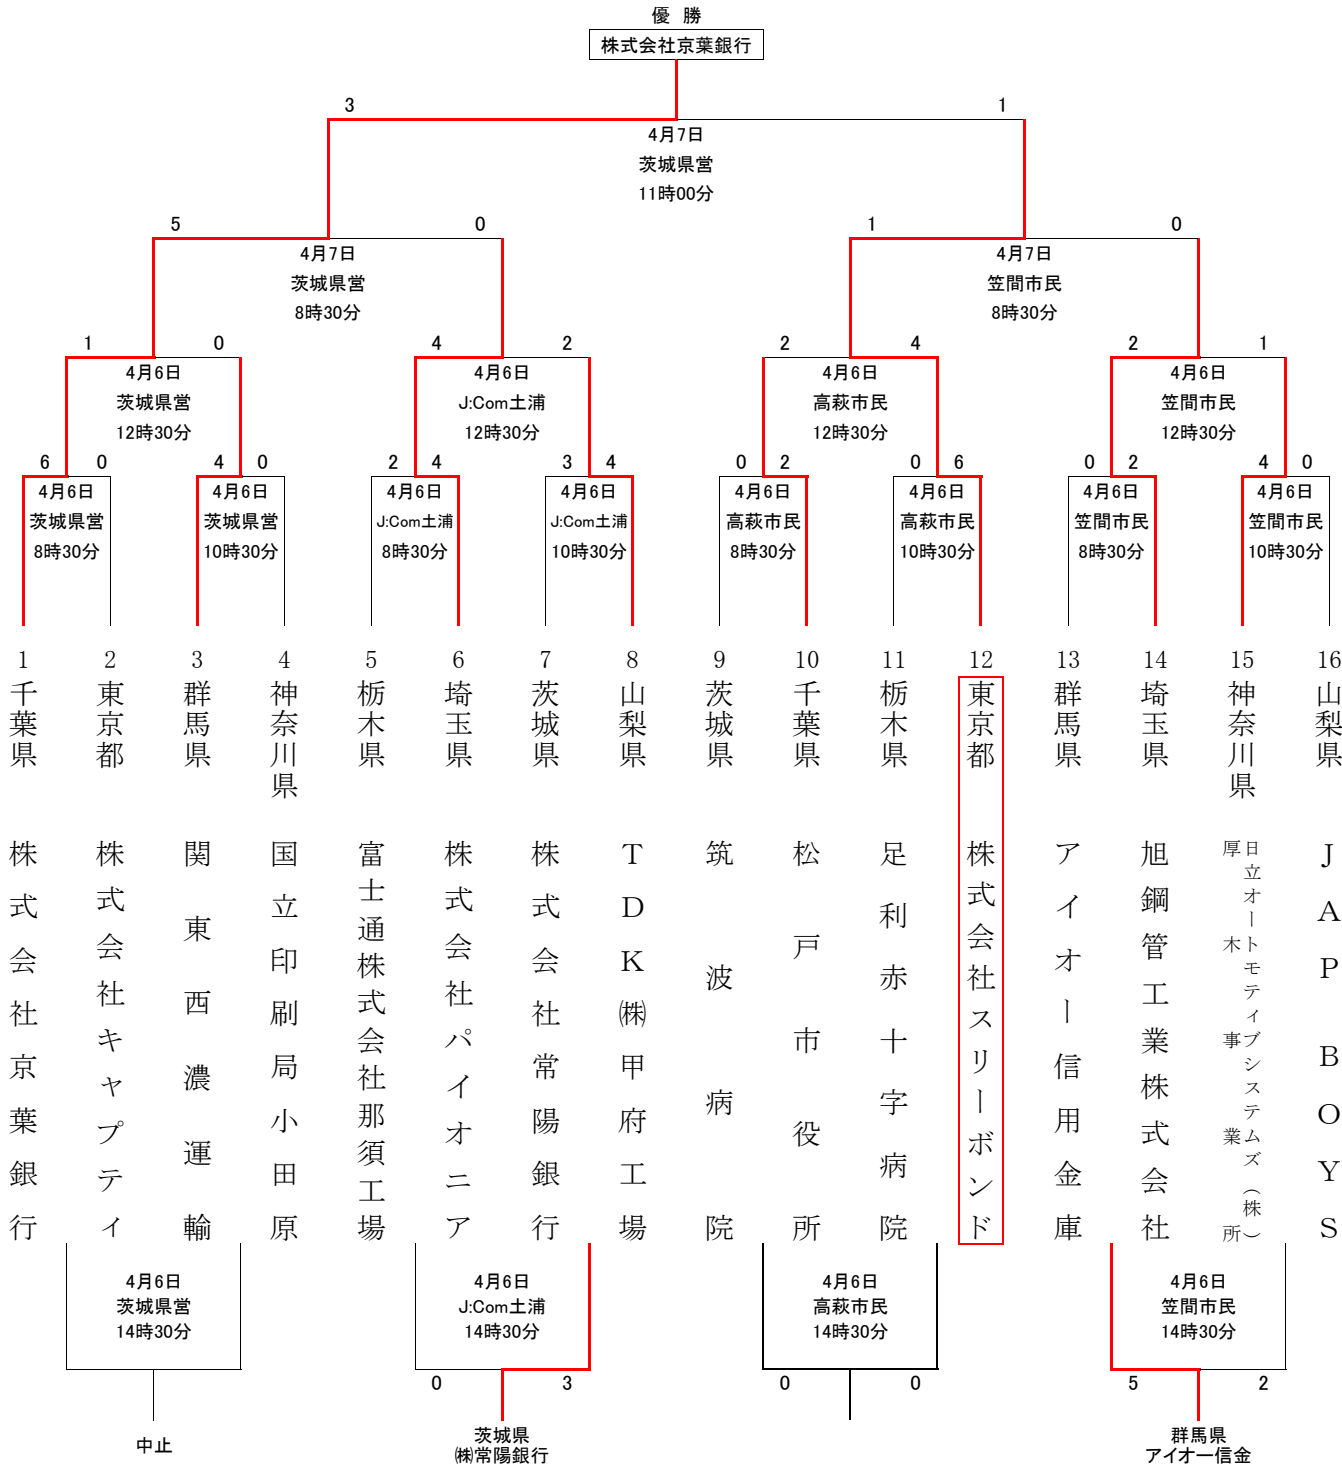 優 勝
株式会社京葉銀行
3 1
4月7日
茨城県営
11時00分
5 0 1 0
4月7日 4月7日
茨城県営 笠間市民
8時30分 8時30分
1 0 4 2 2 4 2 1
4月6日 4月6日 4月6日 4月6日
茨城県営 J:Com土浦 高萩市民 笠間市民
12時30分 12時30分 12時30分 12時30分
6 0 4 0 2 4 3 4 0 2 0 6 0 2 4 0
4月6日 4月6日 4月6日 4月6日 4月6日 4月6日 4月6日 4月6日
茨城県営 茨城県営 J:Com土浦 J:Com土浦 高萩市民 高萩市民 笠間市民 笠間市民
8時30分 10時30分 8時30分 10時30分 8時30分 10時30分 8時30分 10時30分
1 千葉県 株式会社京葉銀行
2 東京都 株式会社キャプティ
3 群馬県 関東西濃運輸
4 神奈川県 国立印刷局小田原
5 栃木県 富士通株式会社那須工場
6 埼玉県 株式会社パイオニア
7 茨城県 株式会社常陽銀行
8 山梨県 TDK㈱甲府工場
9 茨城県 筑波病院
10 千葉県 松戸市役所
11 栃木県 足利赤十字病院
12 東京都 株式会社スリーボンド
13 群馬県 アイオー信用金庫
14 埼玉県 旭鋼管工業株式会社
15 神奈川県 日立オートモティブシステムズ(株)
厚木事業所
16 山梨県 JAP BOYS
4月6日 4月6日 4月6日 4月6日
茨城県営 J:Com土浦 高萩市民 笠間市民
14時30分 14時30分 14時30分 14時30分
0 3 0 0 5 2
中止
茨城県
㈱常陽銀行
群馬県
アイオー信金